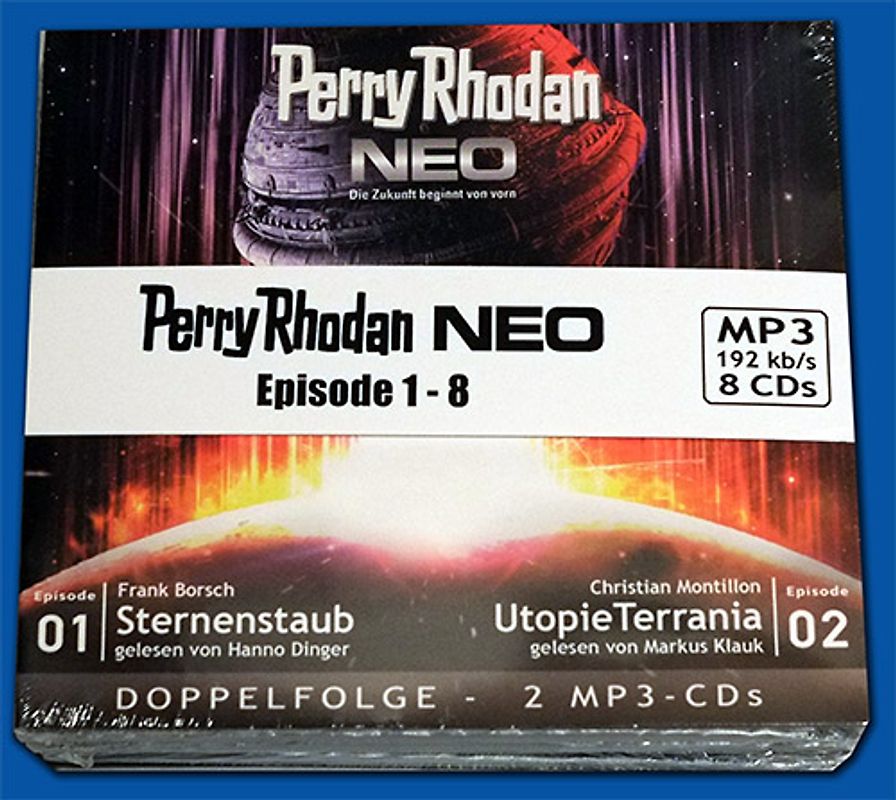 Perry Rhodan
NEO
Die Zukunft beginnt von vorn
Perry Rhodan NEO
Episode 1 - 8
MP3
192 kb/s
8 CDs
Episode
01
Frank Borsch
Sternenstaub
gelesen von Hanno Dinger
Christian Montillon
UtopieTerrania
gelesen von Markus Klauk
Episode
02
DOPPELFOLGE - 2 MP3-CDs